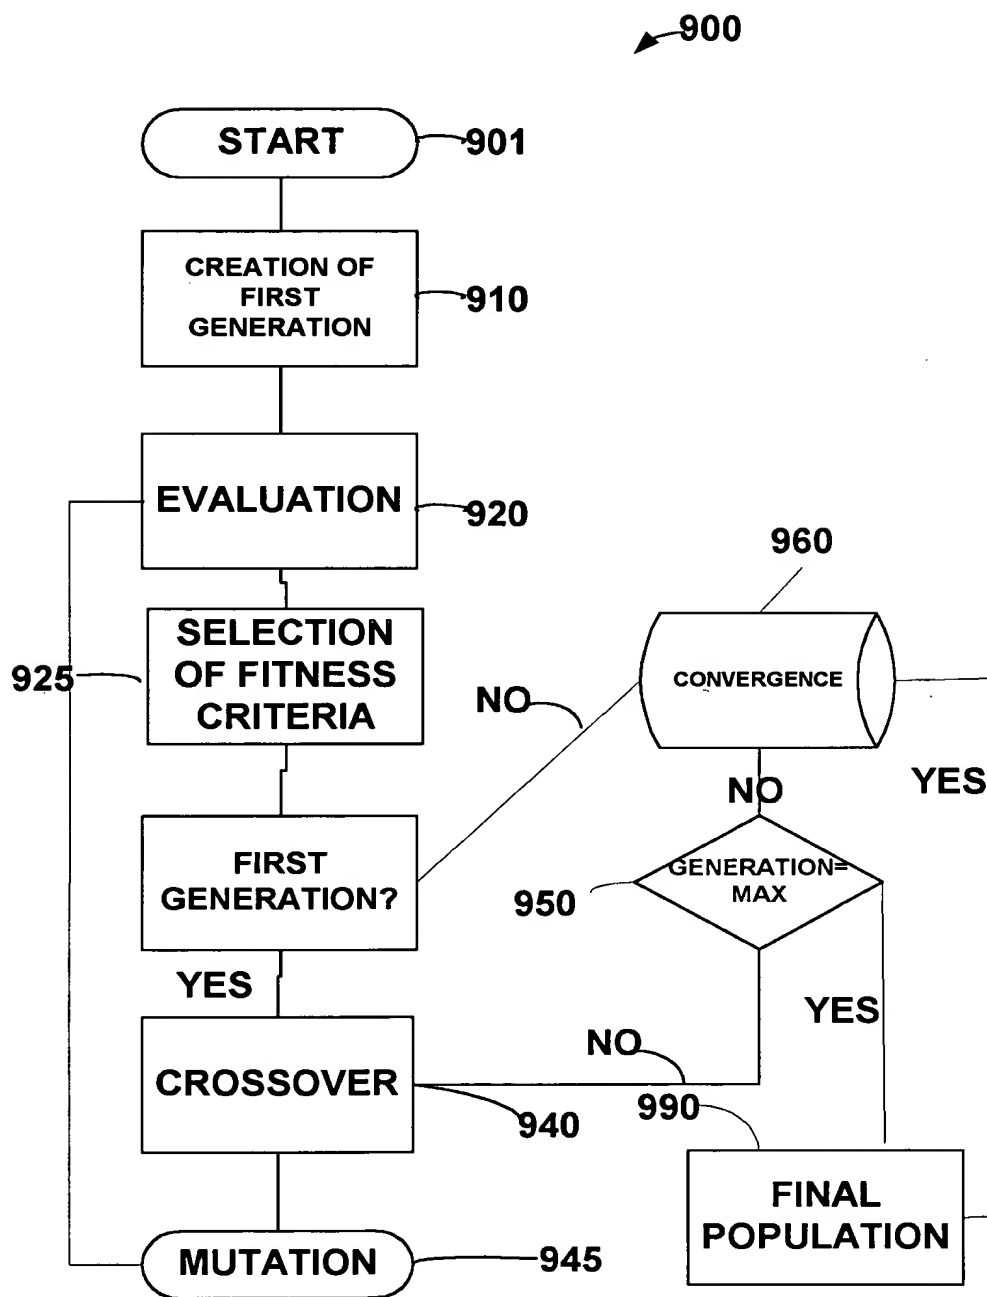 900
START
901
CREATION OF
FIRST
GENERATION
910
EVALUATION
920
960
SELECTION
OF FITNESS
CRITERIA
925
CONVERGENCE
NO
YES
NO
FIRST
GENERATION?
GENERATION=
MAX
950
YES
YES
CROSSOVER
NO
940
990
FINAL
POPULATION
MUTATION
945